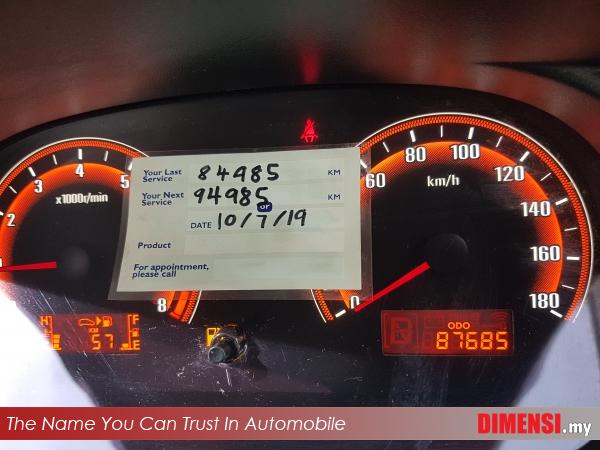 Your Last Service 84985 KM
Your Next Service 94985 KM
or
DATE 10/7/19
Product
For appointment,
please call
2
3
4
5
x1000r/min
8
0
60
80
100
120
140
160
180
km/h
H
F
E
KM
57
ODO
87685
The Name You Can Trust In Automobile
DIMENSI.my